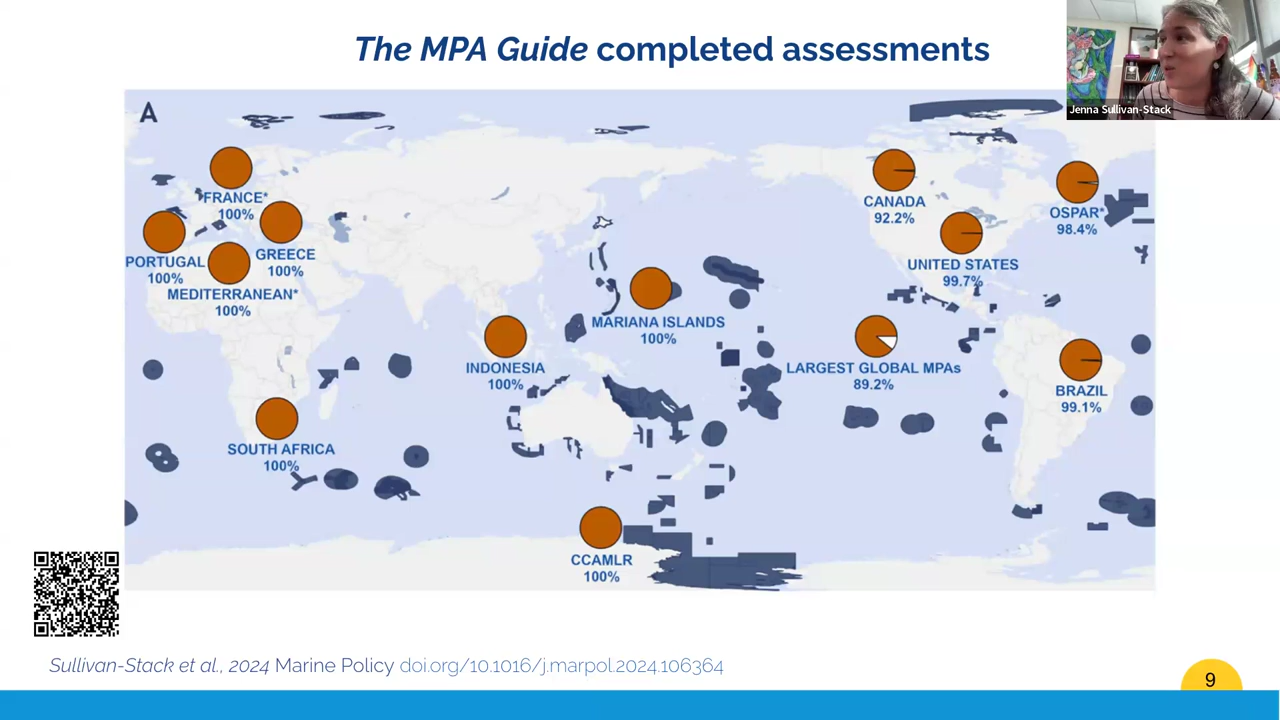 The MPA Guide completed assessments
Jenna Sullivan-Stack
A
FRANCE*
100%
CANADA
92.2%
OSPAR*
98.4%
PORTUGAL
100%
GREECE
100%
UNITED STATES
99.7%
MEDITERRANEAN*
100%
MARIANA ISLANDS
100%
INDONESIA
100%
LARGEST GLOBAL MPAs
89.2%
BRAZIL
99.1%
SOUTH AFRICA
100%
CCAMLR
100%
Sullivan-Stack et al., 2024 Marine Policy doi.org/10.1016/j.marpol.2024.106364
9